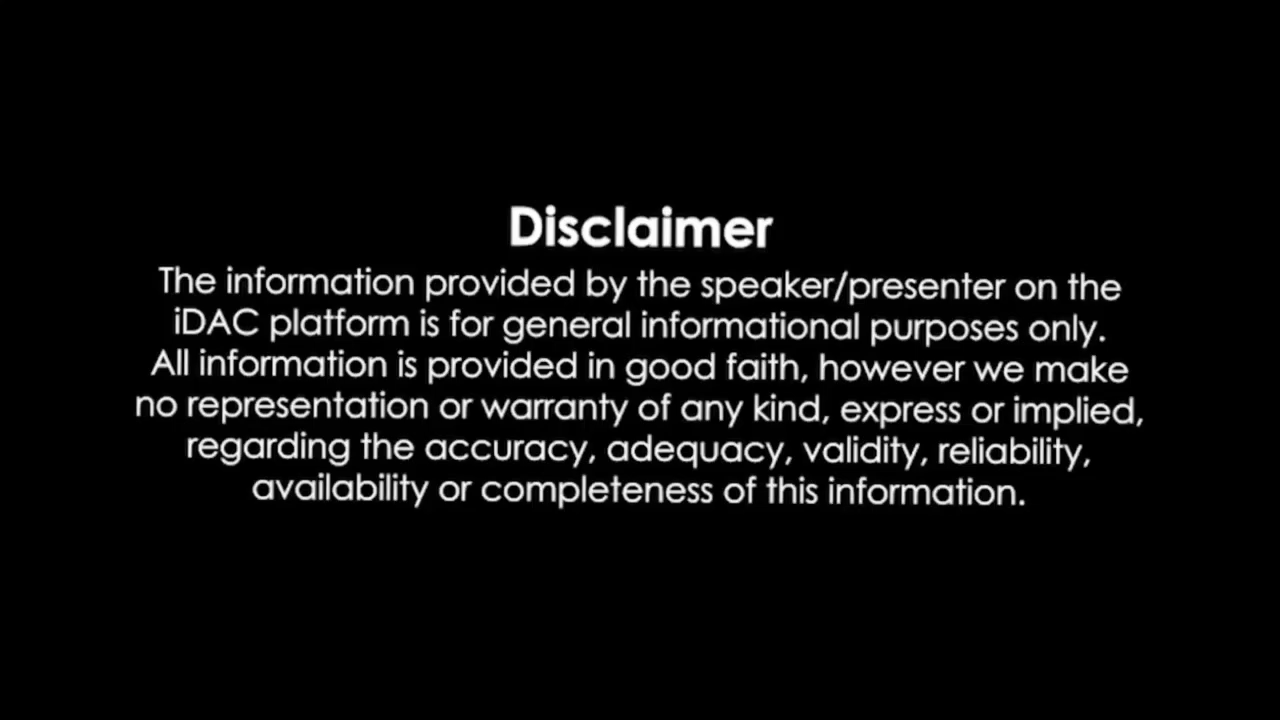 Disclaimer
The information provided by the speaker/presenter on the
iDAC platform is for general informational purposes only.
All information is provided in good faith, however we make
no representation or warranty of any kind, express or implied,
regarding the accuracy, adequacy, validity, reliability,
availability or completeness of this information.